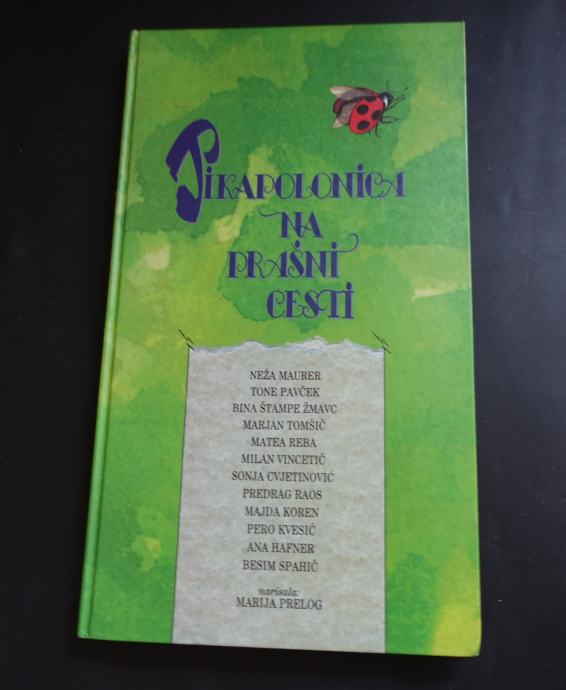 PIKAPOLONICA
NA
PRAŠNI
CESTI
NEŽA MAURER
TONE PAVČEK
BINA ŠTAMPE ŽMAVC
MARJAN TOMŠIČ
MATEA REBA
MILAN VINCETIČ
SONJA CVJETINOVIĆ
PREDRAG RAOS
MAJDA KOREN
PERO KVESIĆ
ANA HAFNER
BESIM SPAHIČ
narisala:
MARIJA PRELOG